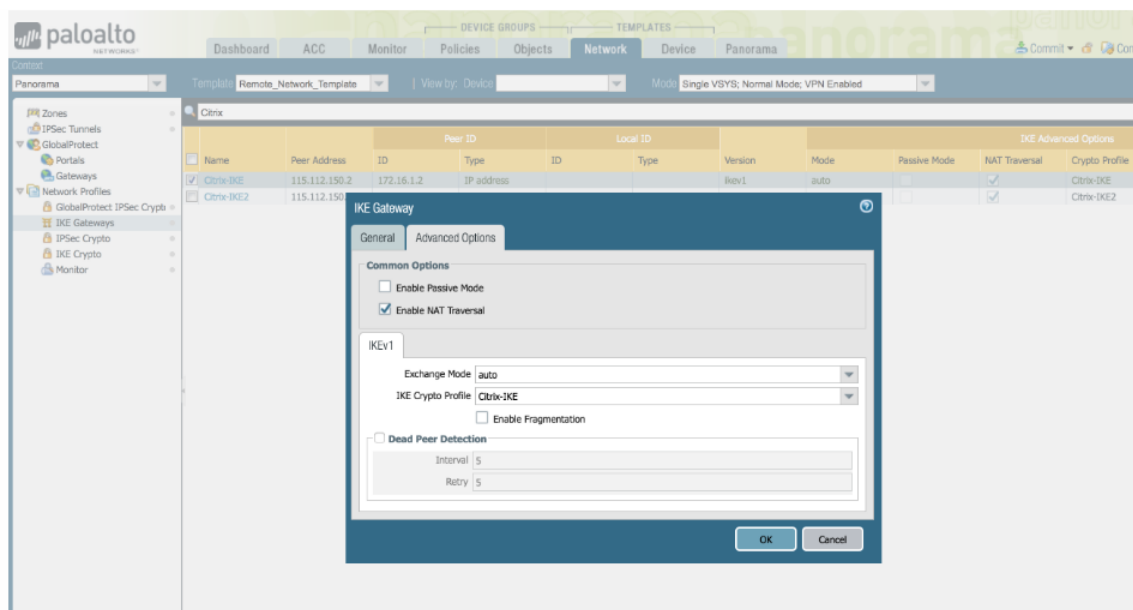 paloalto
NETWORKS
DEVICE GROUPS
TEMPLATES
Dashboard ACC Monitor Policies Objects Network Device Panorama
Commit
Context
Panorama
Template Remote_Network_Template View by: Device Mode Single VSYS; Normal Mode; VPN Enabled
Zones
IPSec Tunnels
GlobalProtect
Portals
Gateways
Network Profiles
GlobalProtect IPSec Crypt
IKE Gateways
IPSec Crypto
IKE Crypto
Monitor
Citrix
Peer ID Local ID IKE Advanced Options
Name Peer Address ID Type ID Type Version Mode Passive Mode NAT Traversal Crypto Profile
Citrix-IKE 115.112.150.2 172.16.1.2 IP address ikev1 auto Citrix-IKE
Citrix-IKE2 115.112.150. Citrix-IKE2
IKE Gateway
General Advanced Options
Common Options
Enable Passive Mode
Enable NAT Traversal
IKEv1
Exchange Mode auto
IKE Crypto Profile Citrix-IKE
Enable Fragmentation
Dead Peer Detection
Interval 5
Retry 5
OK Cancel